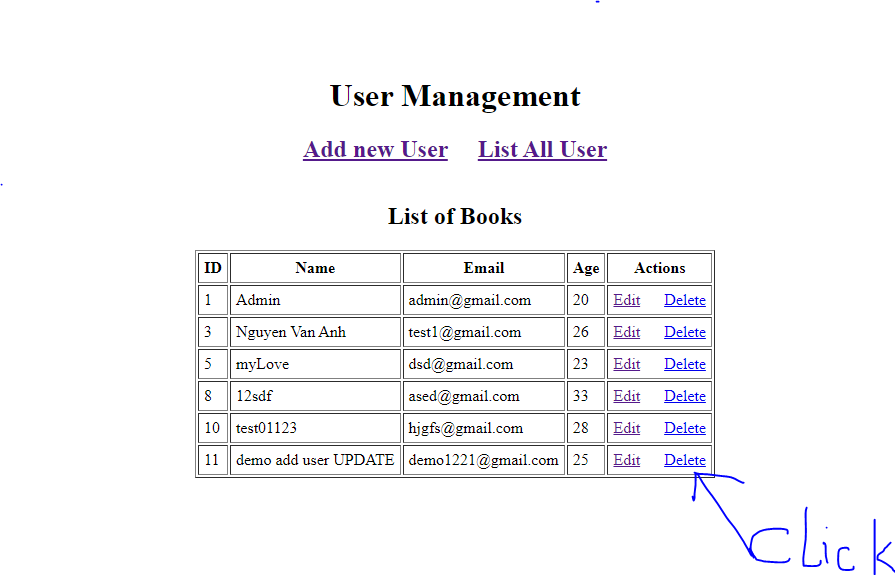 User Management
Add new User List All User
List of Books
ID Name Email Age Actions
1 Admin admin@gmail.com 20 Edit Delete
3 Nguyen Van Anh test1@gmail.com 26 Edit Delete
5 myLove dsd@gmail.com 23 Edit Delete
8 12sdf ased@gmail.com 33 Edit Delete
10 test01123 hjgfs@gmail.com 28 Edit Delete
11 demo add user UPDATE demo1221@gmail.com 25 Edit Delete
Click